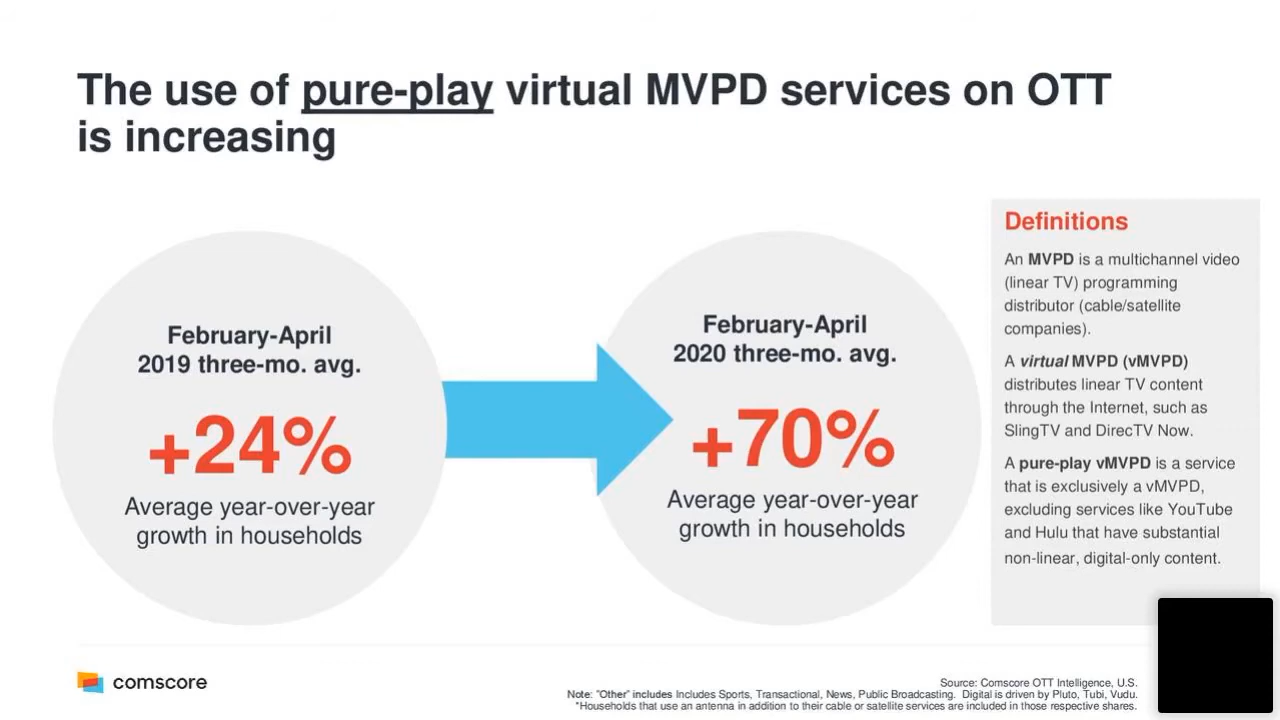 The use of pure-play virtual MVPD services on OTT
is increasing
February-April
2019 three-mo. avg.
+24%
Average year-over-year
growth in households
February-April
2020 three-mo. avg.
+70%
Average year-over-year
growth in households
Definitions
An MVPD is a multichannel video
(linear TV) programming
distributor (cable/satellite
companies).
A virtual MVPD (vMVPD)
distributes linear TV content
through the Internet, such as
SlingTV and DirecTV Now.
A pure-play vMVPD is a service
that is exclusively a vMVPD,
excluding services like YouTube
and Hulu that have substantial
non-linear, digital-only content.
comscore
Source: Comscore OTT Intelligence, U.S.
Note: "Other" includes Includes Sports, Transactional, News, Public Broadcasting. Digital is driven by Pluto, Tubi, Vudu.
*Households that use an antenna in addition to their cable or satellite services are included in those respective shares.